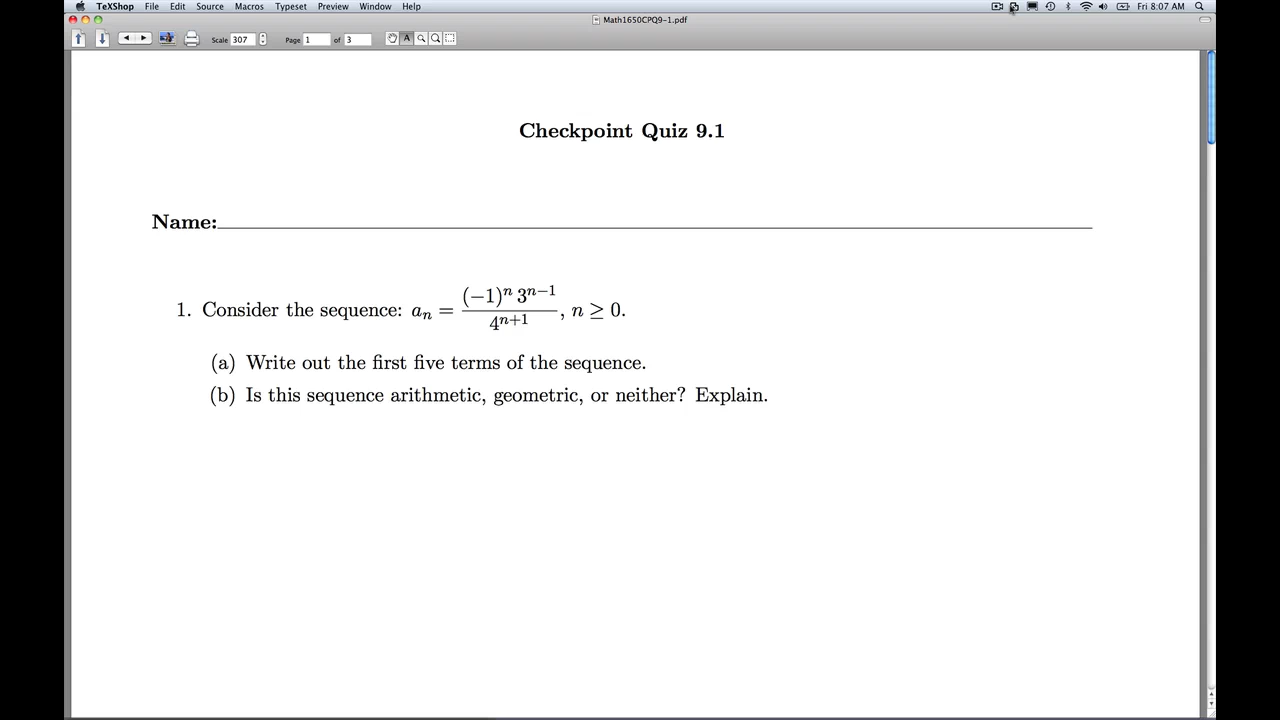 TeXShop File Edit Source Macros Typeset Preview Window Help Fri 8:07 AM
Math1650CPQ9-1.pdf
Scale 307 Page 1 of 3 A
Checkpoint Quiz 9.1
Name:
1. Consider the sequence: aₙ = (−1)ⁿ 3ⁿ⁻¹ / 4ⁿ⁺¹, n ≥ 0.
(a) Write out the first five terms of the sequence.
(b) Is this sequence arithmetic, geometric, or neither? Explain.